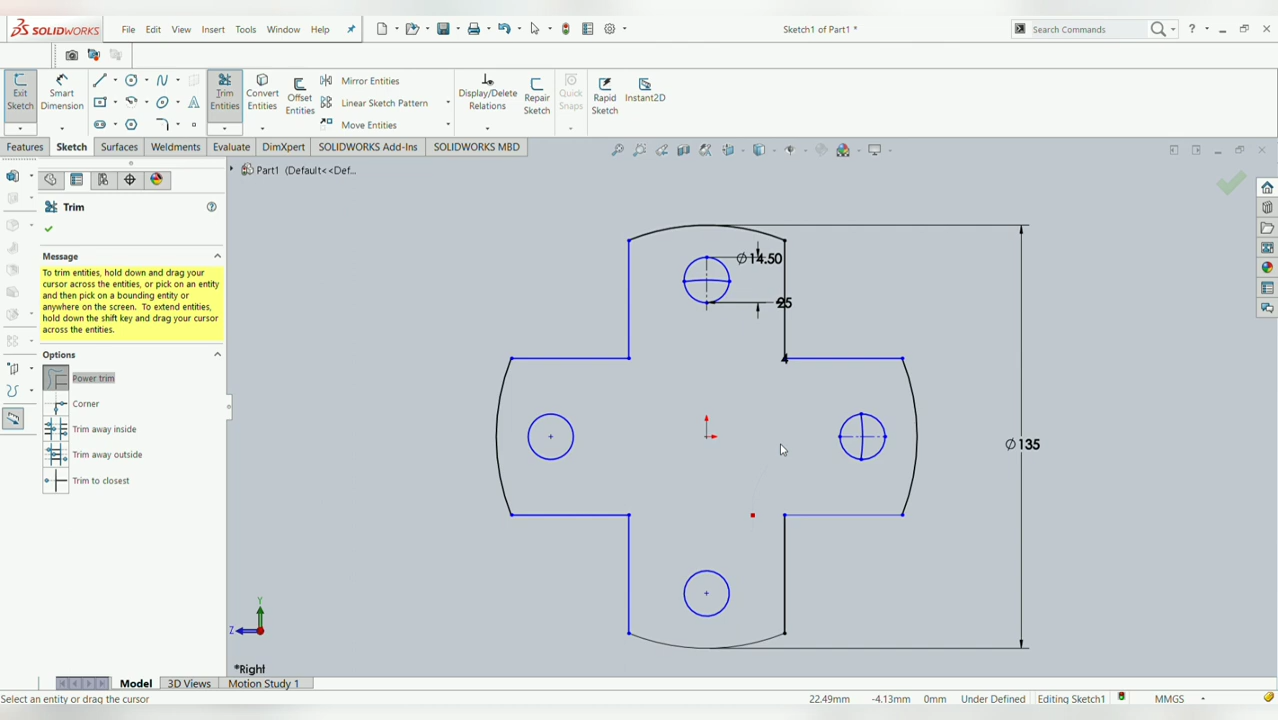 SOLIDWORKS
File Edit View Insert Tools Window Help
Sketch1 of Part1 *
Search Commands
?
Exit Sketch
Smart Dimension
Trim Entities
Convert Entities
Offset Entities
Mirror Entities
Linear Sketch Pattern
Move Entities
Display/Delete Relations
Repair Sketch
Quick Snaps
Rapid Sketch
Instant2D
Features Sketch Surfaces Weldments Evaluate DimXpert SOLIDWORKS Add-Ins SOLIDWORKS MBD
Part1 (Default<<Def...
Trim
Message
To trim entities, hold down and drag your
cursor across the entities, or pick on an entity
and then pick on a bounding entity or
anywhere on the screen. To extend entities,
hold down the shift key and drag your cursor
across the entities.
Options
Power trim
Corner
Trim away inside
Trim away outside
Trim to closest
∅14.50
25
4
∅135
Y
Z
*Right
Model 3D Views Motion Study 1
Select an entity or drag the cursor
22.49mm -4.13mm 0mm Under Defined Editing Sketch1 MMGS